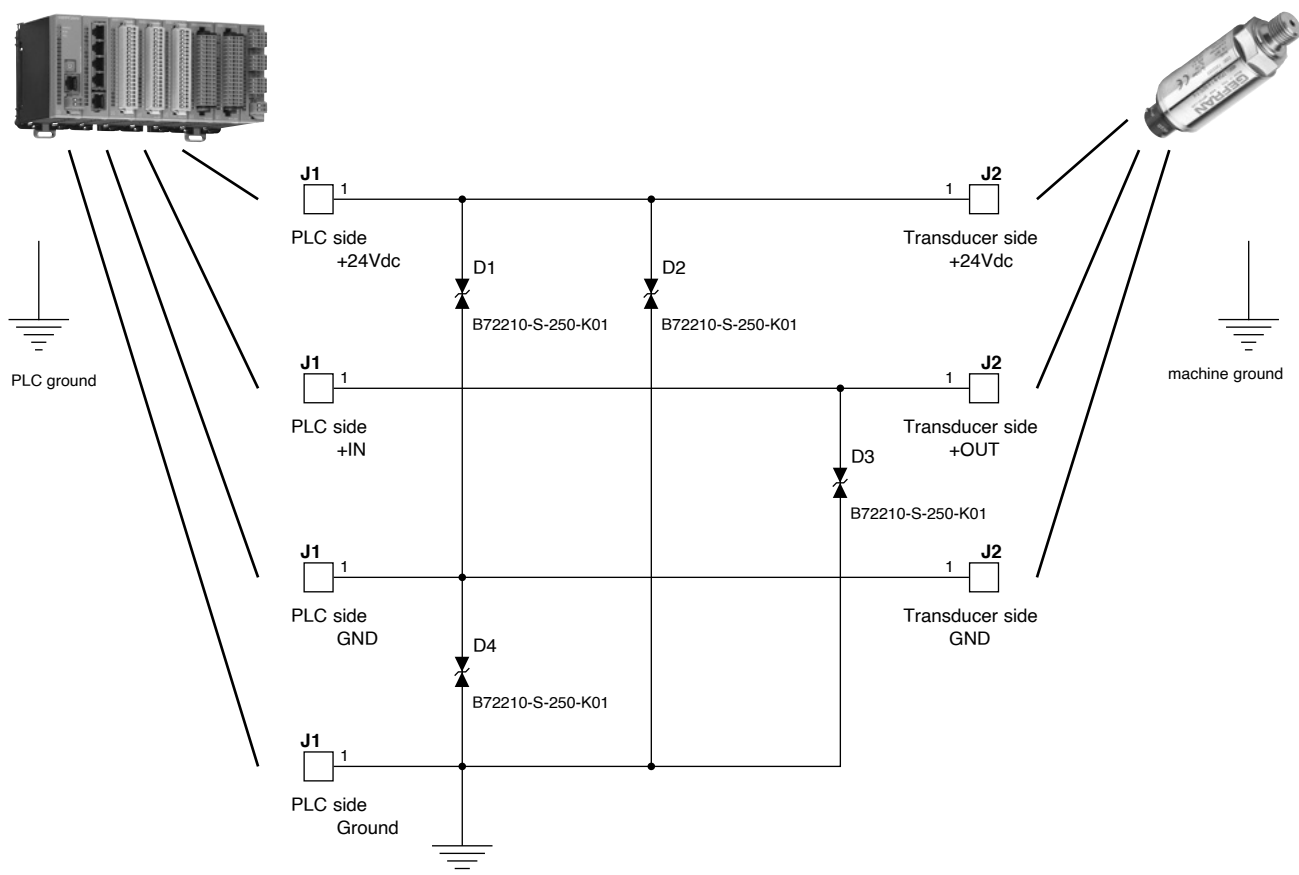 GEFRAN
J1
1
1
J2
PLC side
+24Vdc
Transducer side
+24Vdc
D1
D2
B72210-S-250-K01
B72210-S-250-K01
PLC ground
machine ground
J1
1
1
J2
PLC side
+IN
Transducer side
+OUT
D3
B72210-S-250-K01
J1
1
1
J2
PLC side
GND
Transducer side
GND
D4
B72210-S-250-K01
J1
1
PLC side
Ground